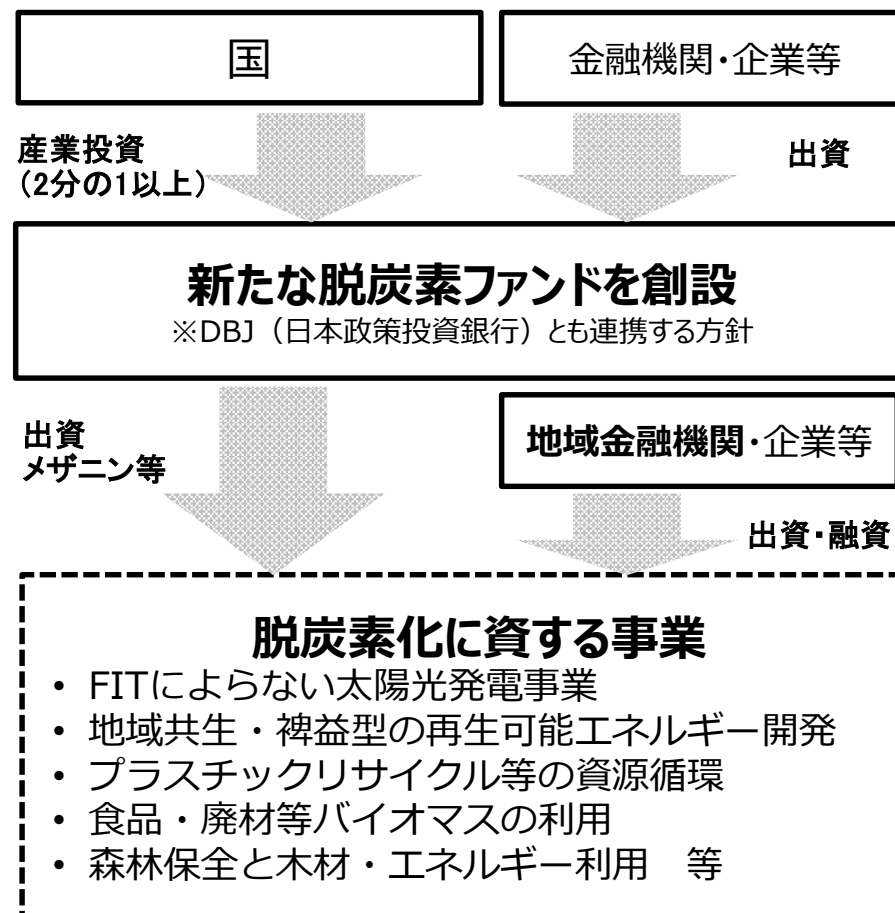 国
金融機関・企業等
産業投資
（2分の1以上）
出資
新たな脱炭素ファンドを創設
※DBJ（日本政策投資銀行）とも連携する方針
出資
メザニン等
地域金融機関・企業等
出資・融資
脱炭素化に資する事業
• FITによらない太陽光発電事業
• 地域共生・裨益型の再生可能エネルギー開発
• プラスチックリサイクル等の資源循環
• 食品・廃材等バイオマスの利用
• 森林保全と木材・エネルギー利用　等